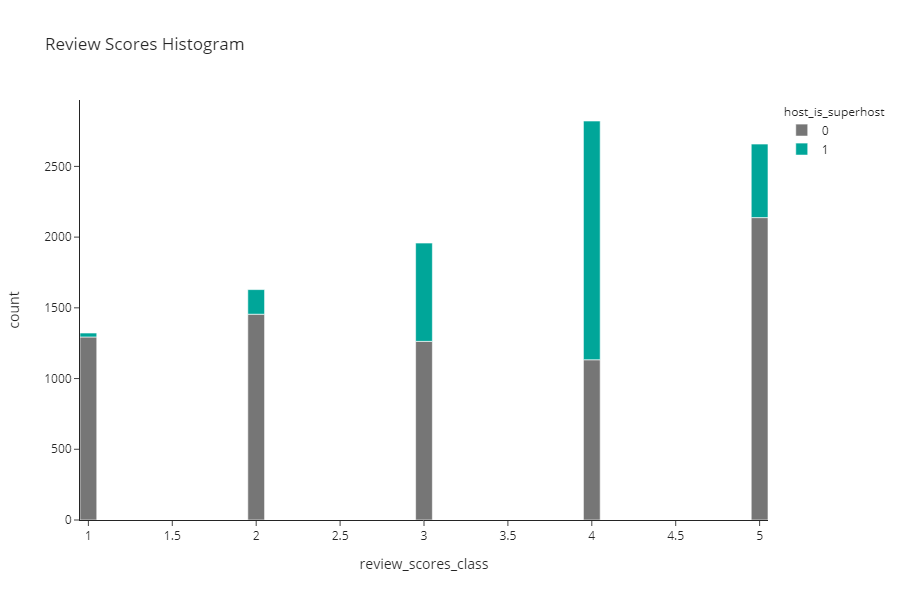 Review Scores Histogram
host_is_superhost
0
1
2500
2000
1500
1000
500
0
count
1 1.5 2 2.5 3 3.5 4 4.5 5
review_scores_class